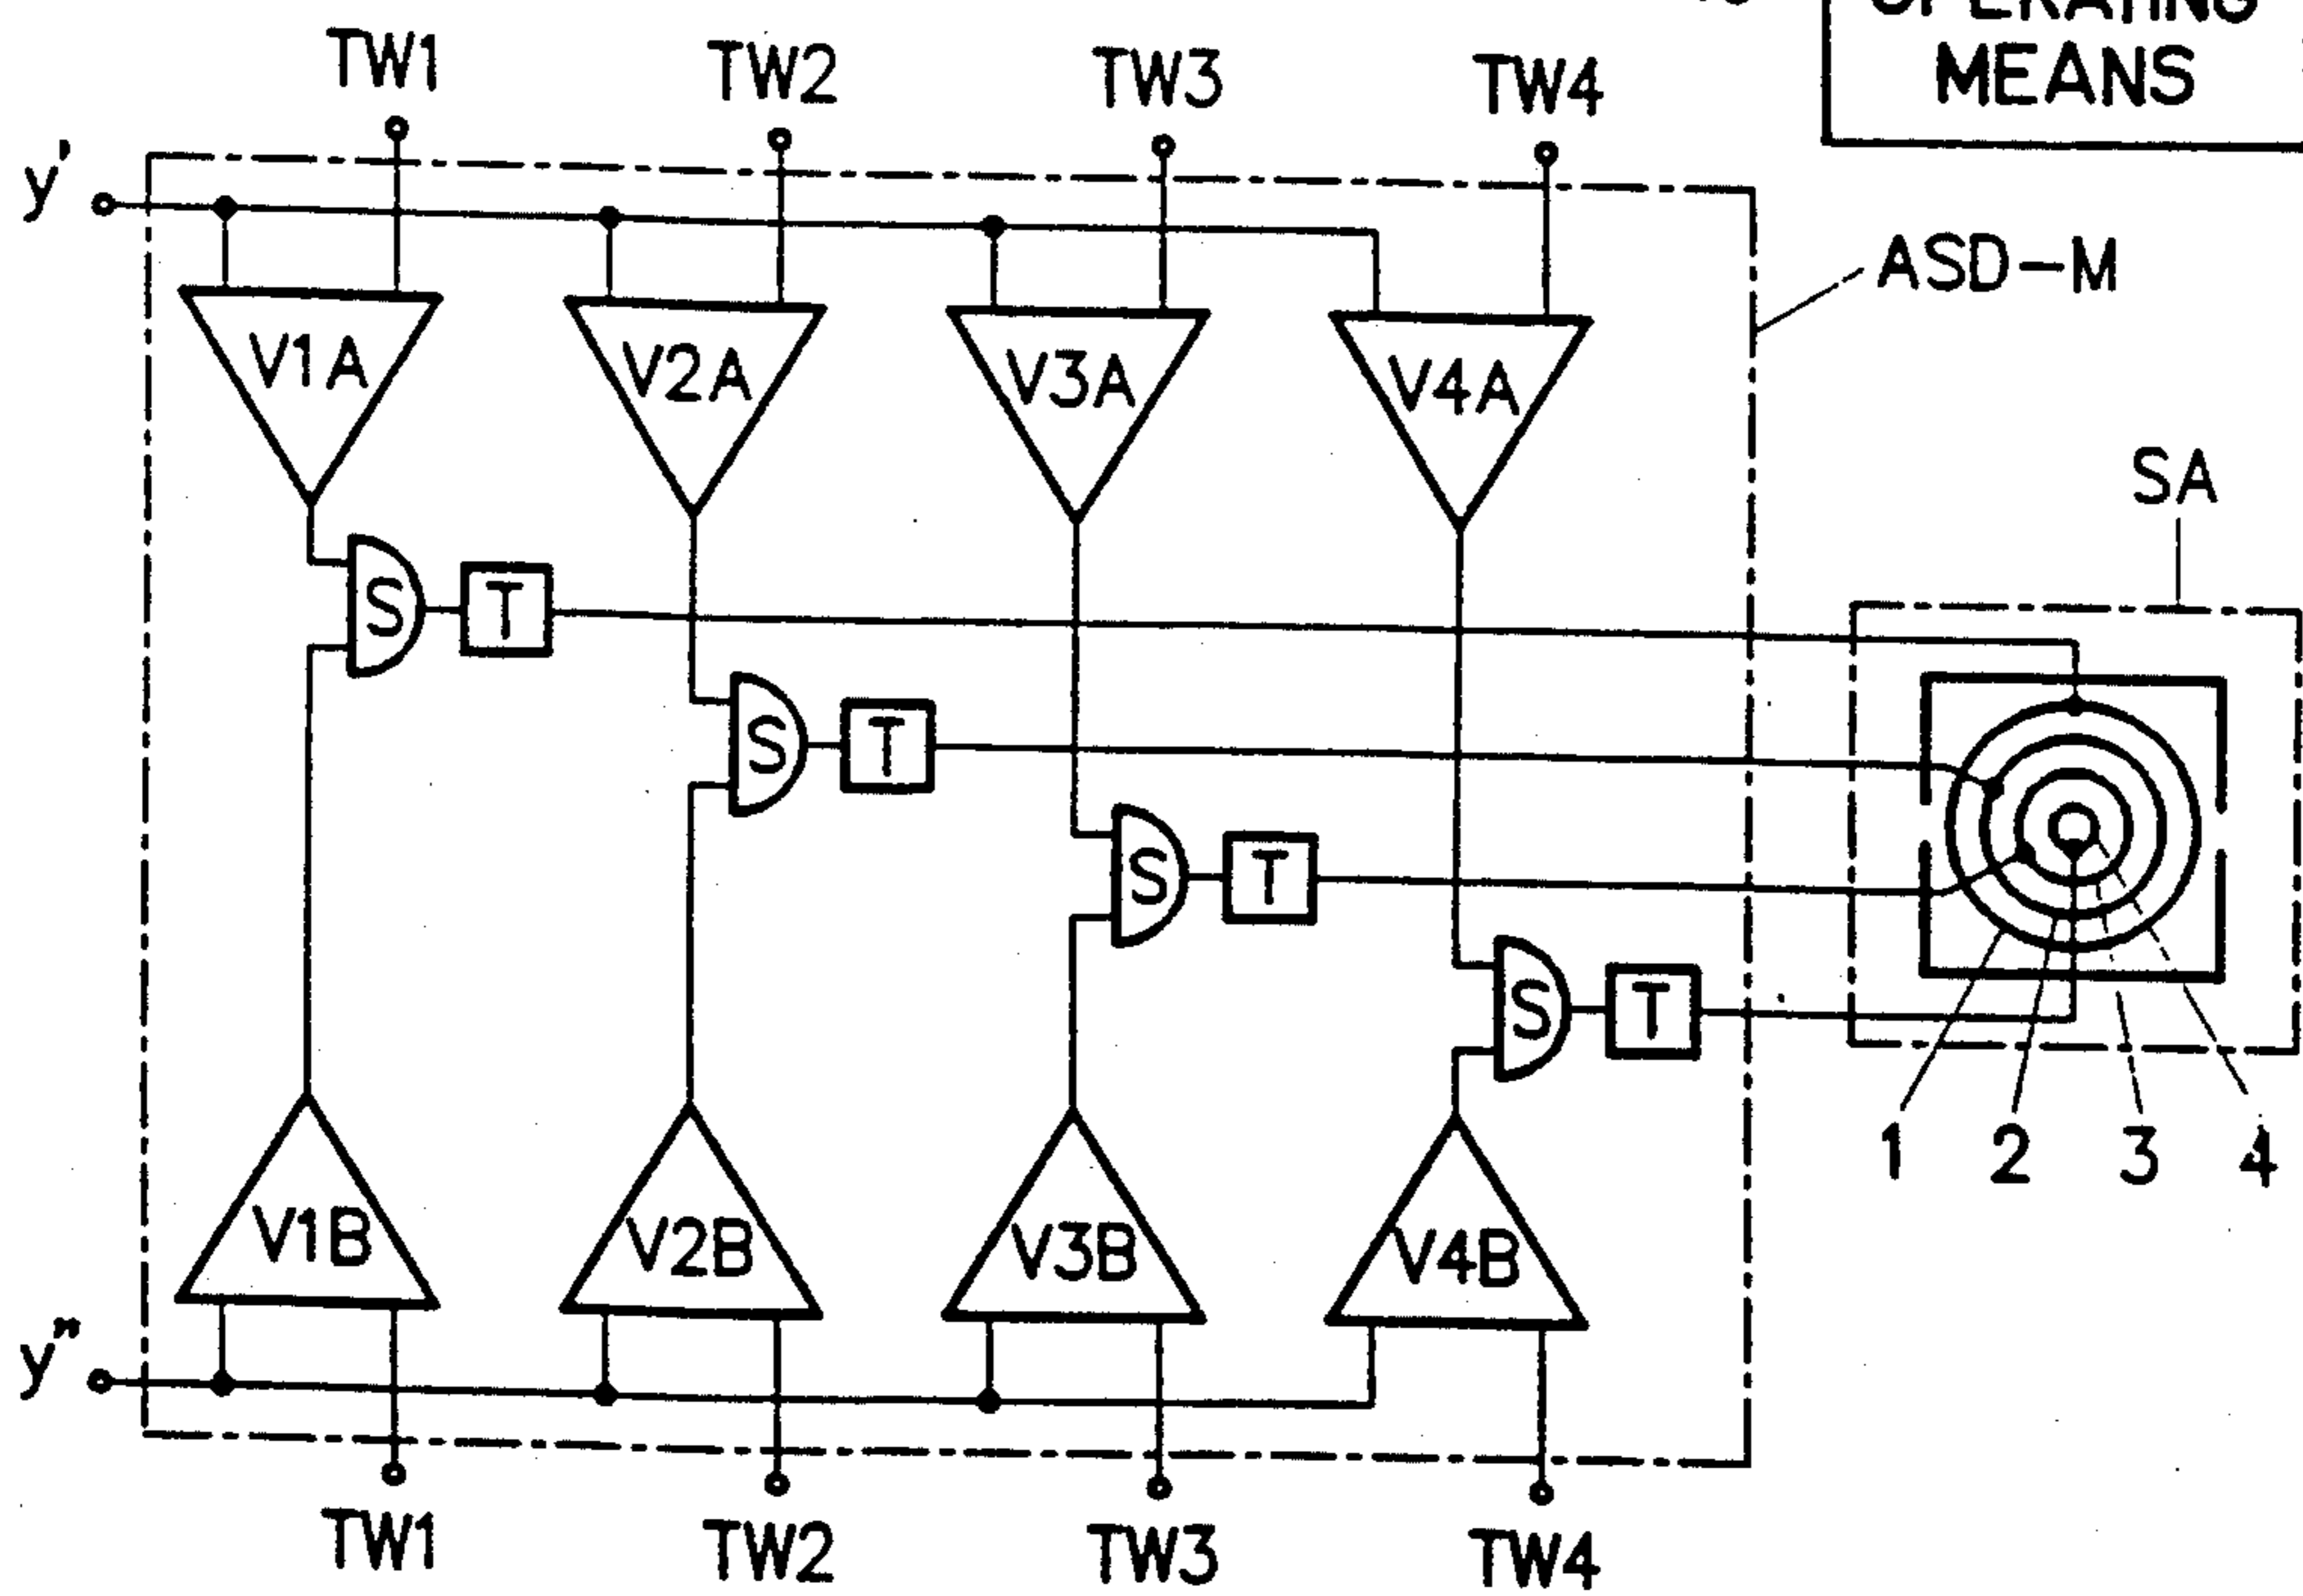 OPERATING
MEANS
TW1 TW2 TW3 TW4
y'
ASD-M
V1A V2A V3A V4A
SA
S T
S T
S T
S T
1 2 3 4
V1B V2B V3B V4B
y"
TW1 TW2 TW3 TW4